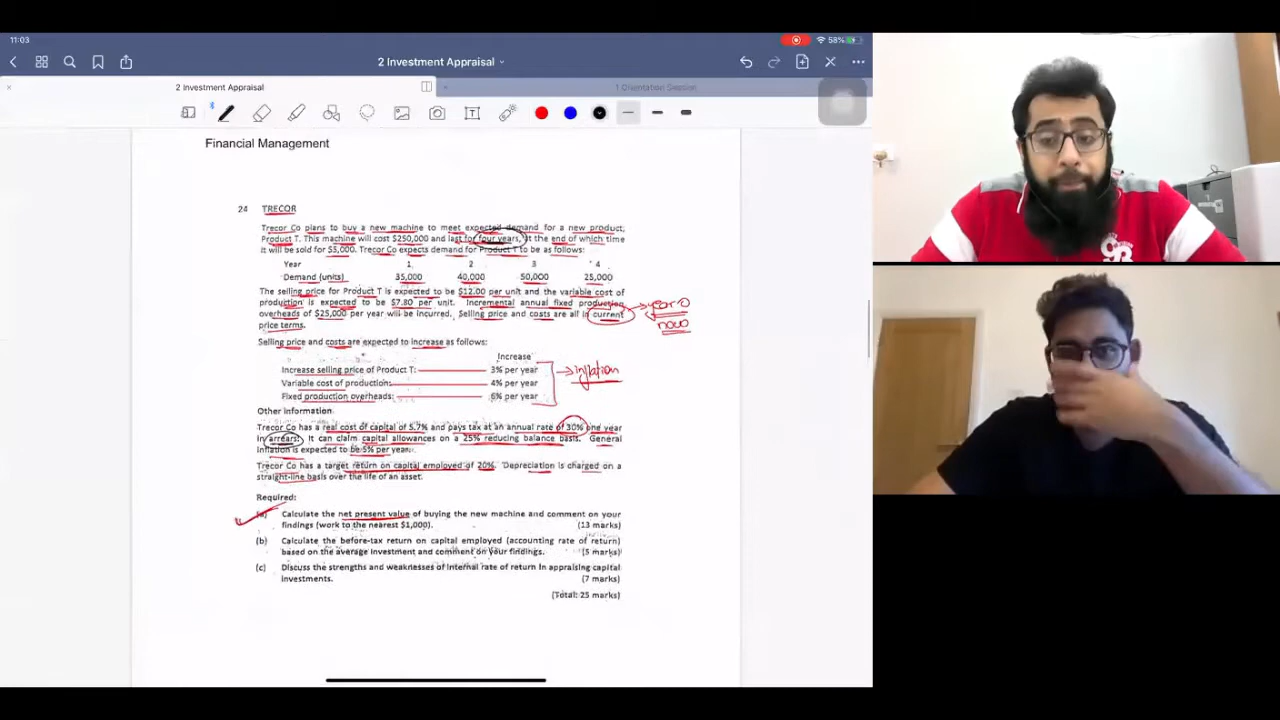 11:03
58%
2 Investment Appraisal
2 Investment Appraisal
1 Orientation Session
Financial Management
24 TRECOR
Trecor Co plans to buy a new machine to meet expected demand for a new product,
Product T. This machine will cost $250,000 and last for four years, at the end of which time
it will be sold for $5,000. Trecor Co expects demand for Product T to be as follows:
Year 1 2 3 4
Demand (units) 35,000 40,000 50,000 25,000
The selling price for Product T is expected to be $12.00 per unit and the variable cost of
production is expected to be $7.80 per unit. Incremental annual fixed production
overheads of $25,000 per year will be incurred. Selling price and costs are all in current
price terms.
year 0
now
Selling price and costs are expected to increase as follows:
Increase
Increase selling price of Product T: 3% per year
Variable cost of production: 4% per year
Fixed production overheads: 6% per year
inflation
Other information
Trecor Co has a real cost of capital of 5.7% and pays tax at an annual rate of 30% one year
in arrears. It can claim capital allowances on a 25% reducing balance basis. General
inflation is expected to be 5% per year.
Trecor Co has a target return on capital employed of 20%. Depreciation is charged on a
straight-line basis over the life of an asset.
Required:
(a) Calculate the net present value of buying the new machine and comment on your
findings (work to the nearest $1,000). (13 marks)
(b) Calculate the before-tax return on capital employed (accounting rate of return)
based on the average investment and comment on your findings. (5 marks)
(c) Discuss the strengths and weaknesses of internal rate of return in appraising capital
investments. (7 marks)
(Total: 25 marks)